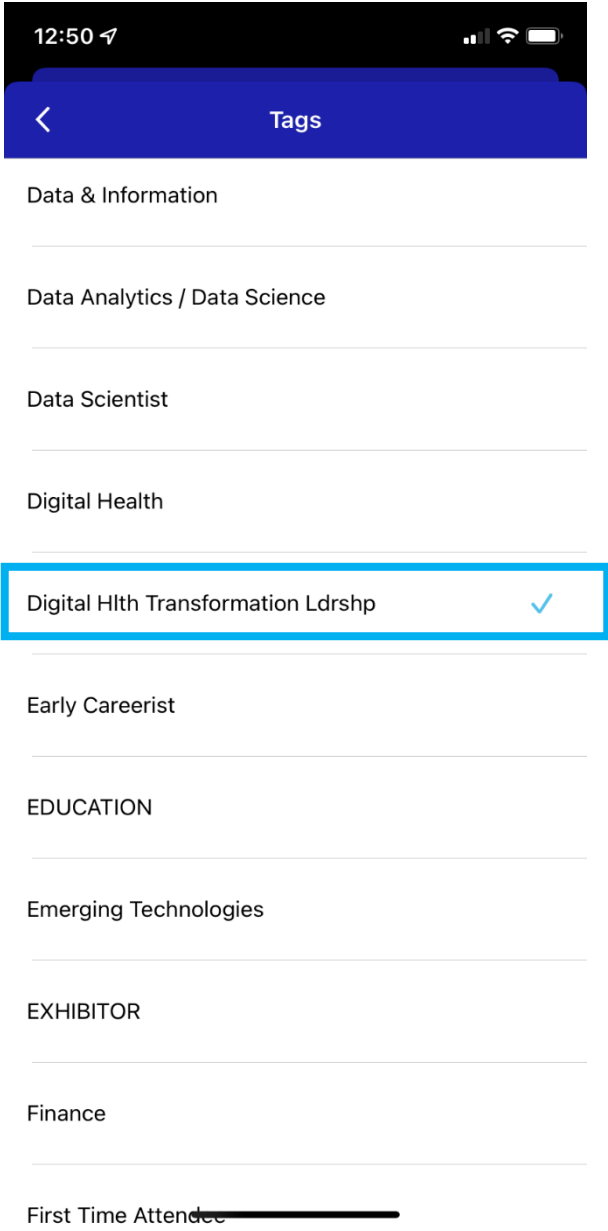 12:50
Tags
Data & Information
Data Analytics / Data Science
Data Scientist
Digital Health
Digital Hlth Transformation Ldrshp
Early Careerist
EDUCATION
Emerging Technologies
EXHIBITOR
Finance
First Time Attendee